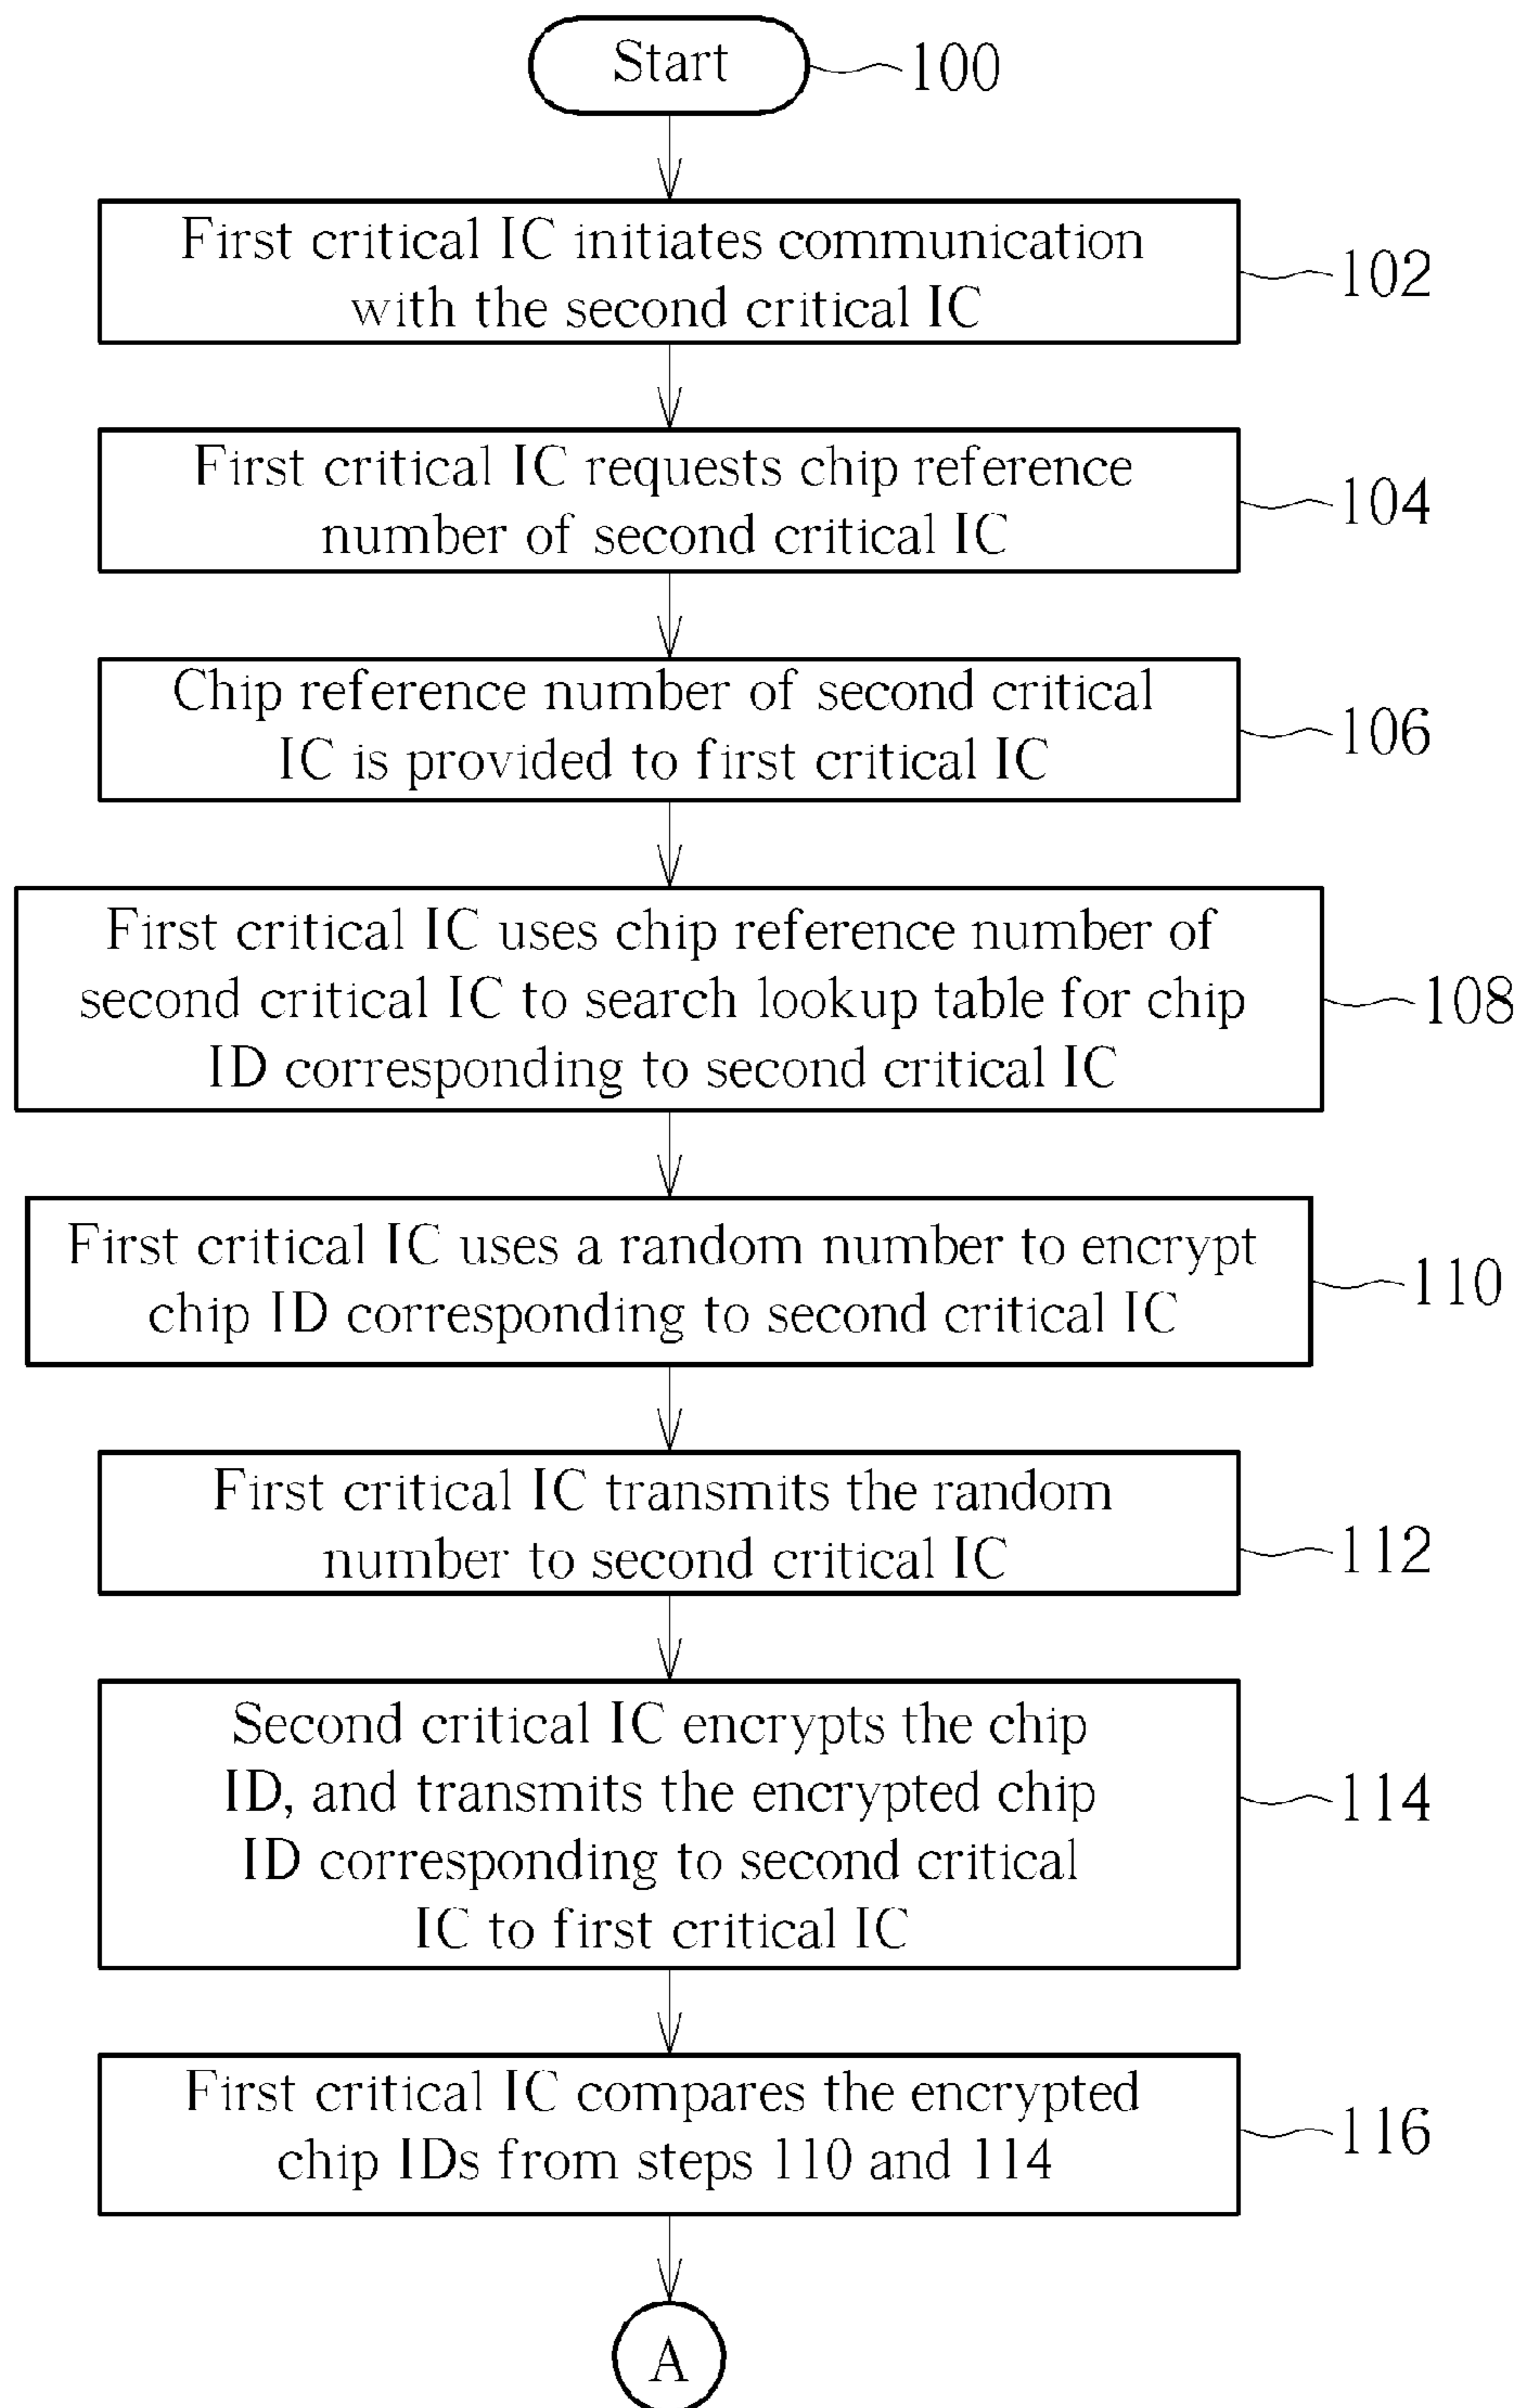 Start
100
First critical IC initiates communication
with the second critical IC
102
First critical IC requests chip reference
number of second critical IC
104
Chip reference number of second critical
IC is provided to first critical IC
106
First critical IC uses chip reference number of
second critical IC to search lookup table for chip
ID corresponding to second critical IC
108
First critical IC uses a random number to encrypt
chip ID corresponding to second critical IC
110
First critical IC transmits the random
number to second critical IC
112
Second critical IC encrypts the chip
ID, and transmits the encrypted chip
ID corresponding to second critical
IC to first critical IC
114
First critical IC compares the encrypted
chip IDs from steps 110 and 114
116
A